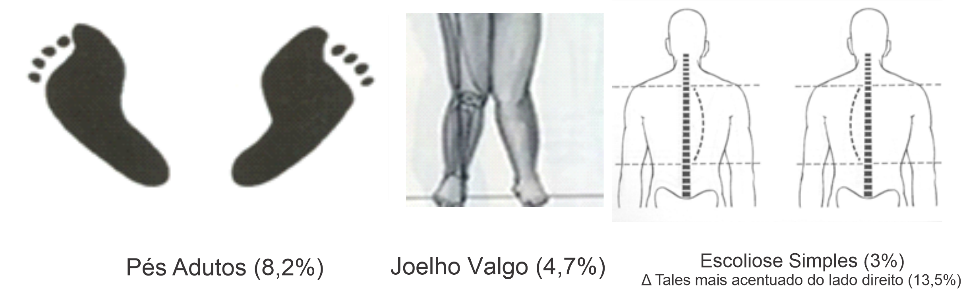 Pés Adutos (8,2%)
Joelho Valgo (4,7%)
Escoliose Simples (3%)
Δ Tales mais acentuado do lado direito (13,5%)